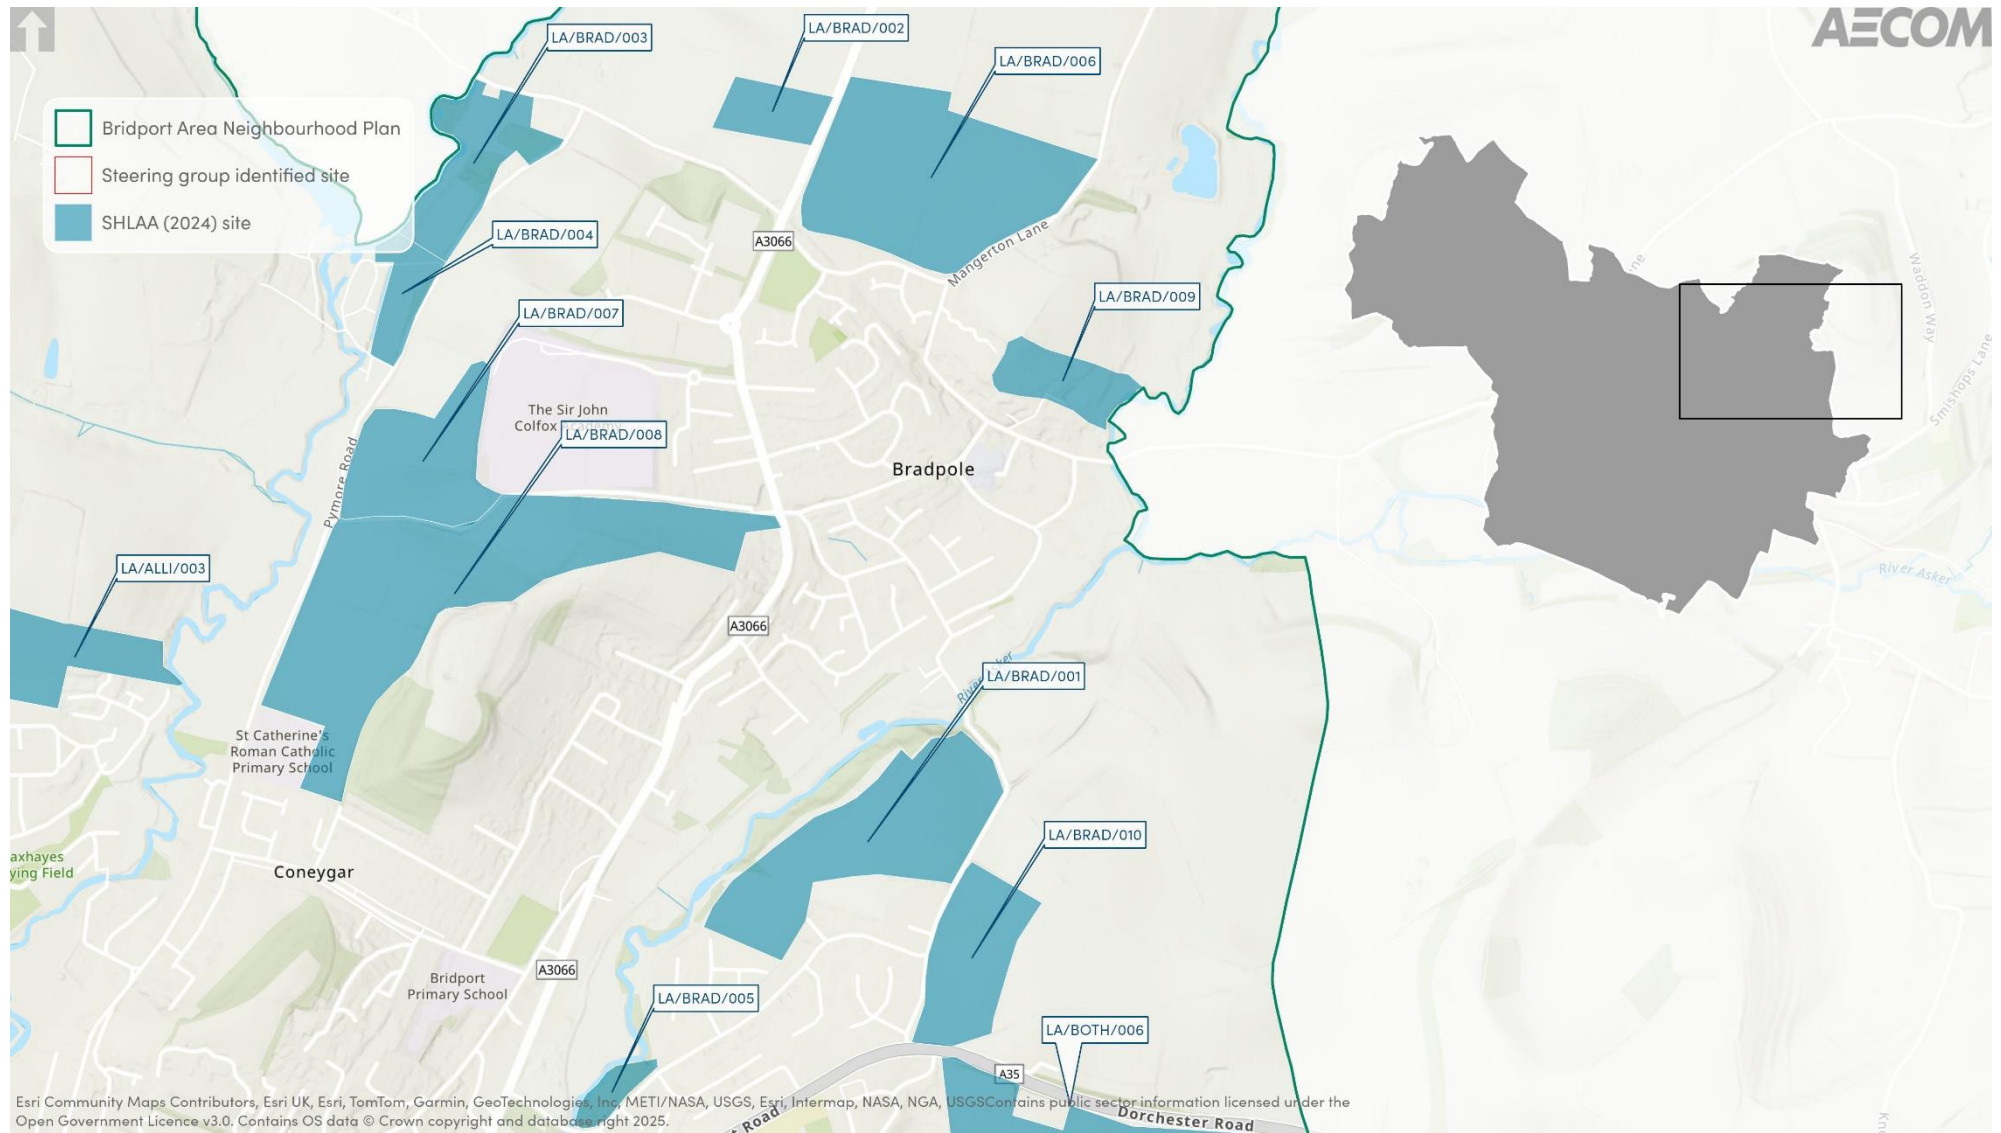 AECOM
LA/BRAD/003
LA/BRAD/002
LA/BRAD/006
Bridport Area Neighbourhood Plan
Steering group identified site
SHLAA (2024) site
LA/BRAD/004
A3066
Mangerton Lane
Waddon Way
LA/BRAD/009
LA/BRAD/007
Smishops Lane
The Sir John
Colfox Academy
LA/BRAD/008
Bradpole
Pymore Road
LA/ALLI/003
River Asker
A3066
River Asker
LA/BRAD/001
St Catherine's
Roman Catholic
Primary School
LA/BRAD/010
axhayes
ying Field
Coneygar
A3066
Bridport
Primary School
LA/BRAD/005
LA/BOTH/006
A35
Dorchester Road
t Road
Esri Community Maps Contributors, Esri UK, Esri, TomTom, Garmin, GeoTechnologies, Inc, METI/NASA, USGS, Esri, Intermap, NASA, NGA, USGSContains public sector information licensed under the
Open Government Licence v3.0. Contains OS data © Crown copyright and database right 2025.